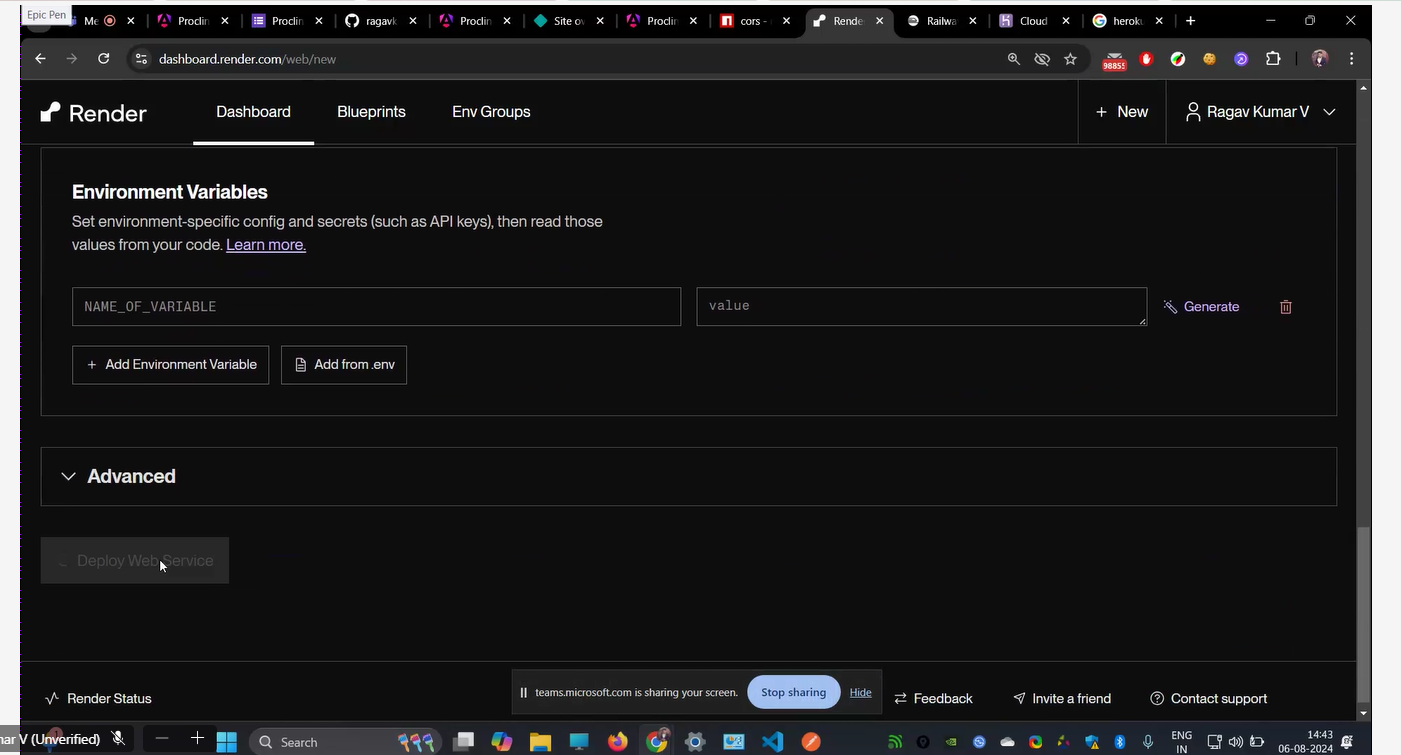 Epic Pen
Me
Proclin
Proclin
ragavk
Proclin
Site ov
Proclin
cors -
Render
Railwa
Cloud
heroku
dashboard.render.com/web/new
98855
Render
Dashboard
Blueprints
Env Groups
+ New
Ragav Kumar V
Environment Variables
Set environment-specific config and secrets (such as API keys), then read those
values from your code. Learn more.
NAME_OF_VARIABLE
value
Generate
+ Add Environment Variable
Add from .env
Advanced
Deploy Web Service
Render Status
teams.microsoft.com is sharing your screen.
Stop sharing
Hide
Feedback
Invite a friend
Contact support
mar V (Unverified)
Search
ENG
IN
14:43
06-08-2024